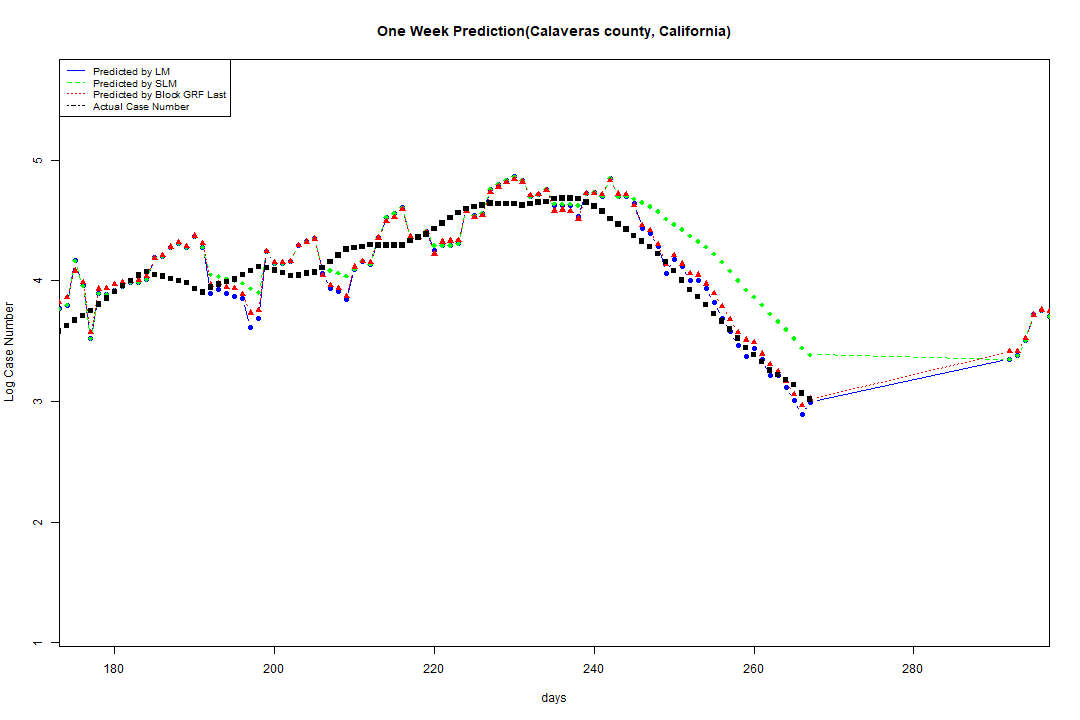 One Week Prediction(Calaveras county, California)
Predicted by LM
Predicted by SLM
Predicted by Block GRF Last
Actual Case Number
5
4
3
2
1
Log Case Number
180 200 220 240 260 280
days